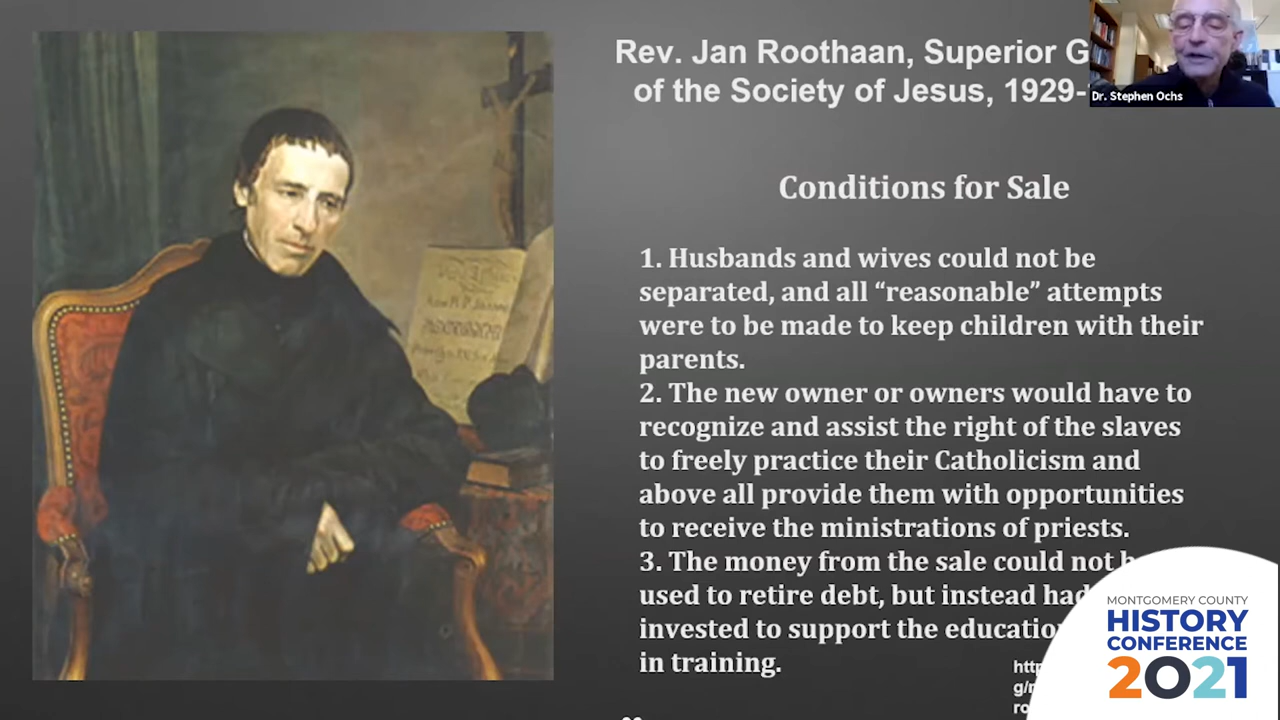 Rev. Jan Roothaan, Superior G
of the Society of Jesus, 1929-
Dr. Stephen Ochs
Conditions for Sale
1. Husbands and wives could not be
separated, and all “reasonable” attempts
were to be made to keep children with their
parents.
2. The new owner or owners would have to
recognize and assist the right of the slaves
to freely practice their Catholicism and
above all provide them with opportunities
to receive the ministrations of priests.
3. The money from the sale could not
used to retire debt, but instead had
invested to support the educatio
in training.
MONTGOMERY COUNTY
HISTORY
CONFERENCE
2021